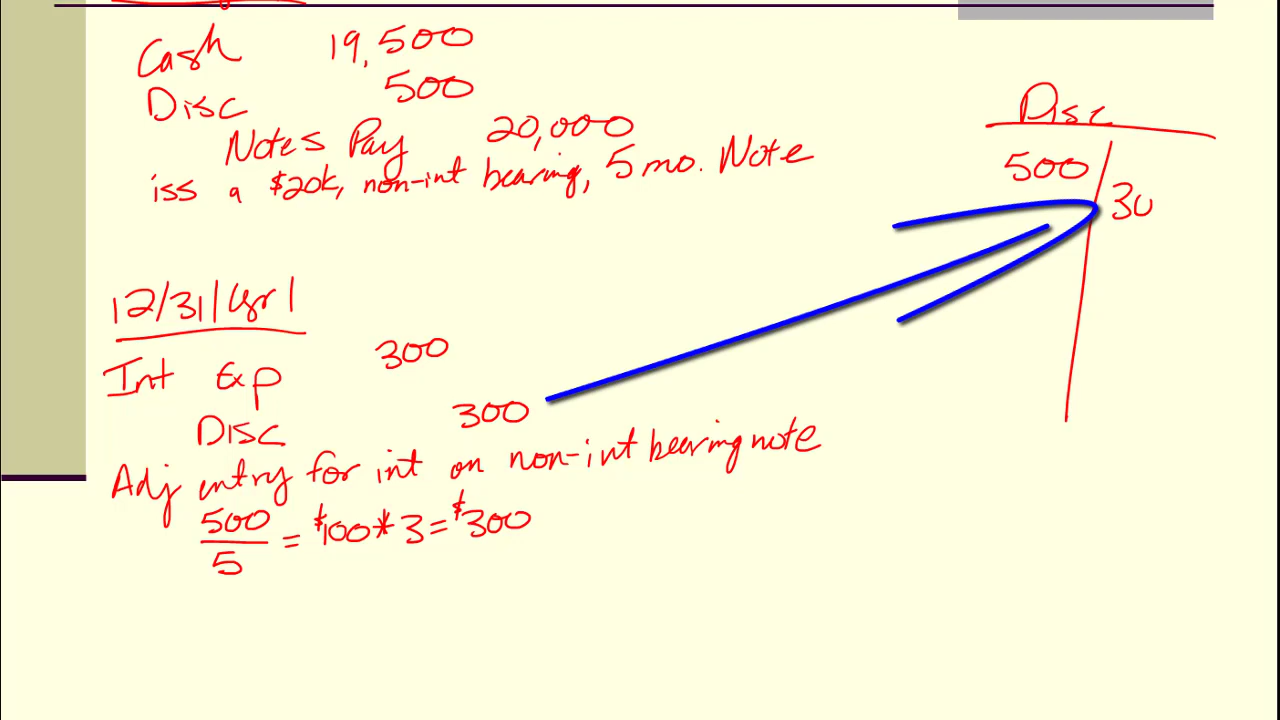 Cash 19,500
Disc 500
Notes Pay 20,000
iss a $20k, non-int bearing, 5 mo. Note
Disc
500
30
12/31/yr 1
Int Exp 300
Disc 300
Adj entry for int on non-int bearing note
500
5
= $100 * 3 = $300